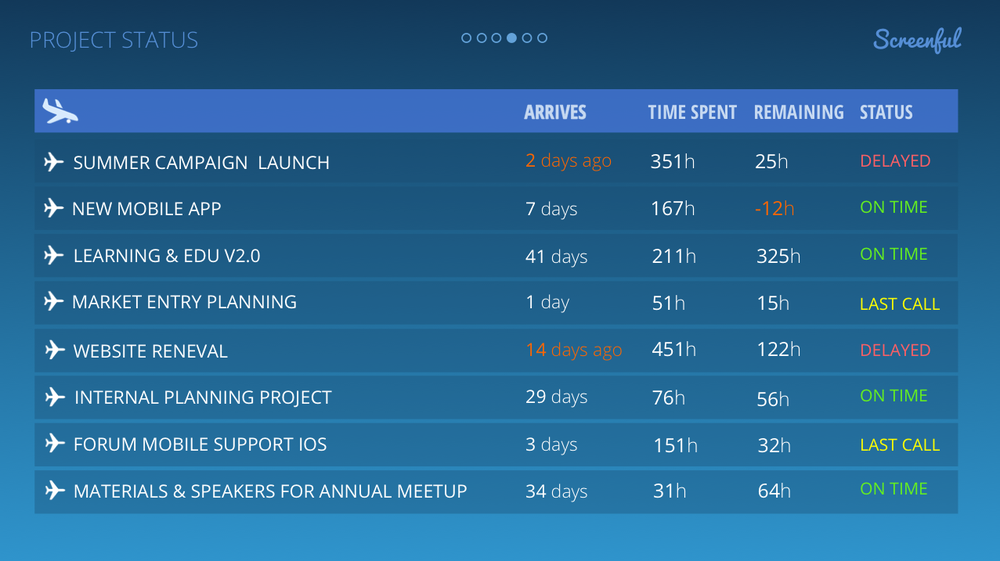 PROJECT STATUS
Screenful
ARRIVES TIME SPENT REMAINING STATUS
SUMMER CAMPAIGN LAUNCH 2 days ago 351h 25h DELAYED
NEW MOBILE APP 7 days 167h -12h ON TIME
LEARNING & EDU V2.0 41 days 211h 325h ON TIME
MARKET ENTRY PLANNING 1 day 51h 15h LAST CALL
WEBSITE RENEVAL 14 days ago 451h 122h DELAYED
INTERNAL PLANNING PROJECT 29 days 76h 56h ON TIME
FORUM MOBILE SUPPORT IOS 3 days 151h 32h LAST CALL
MATERIALS & SPEAKERS FOR ANNUAL MEETUP 34 days 31h 64h ON TIME